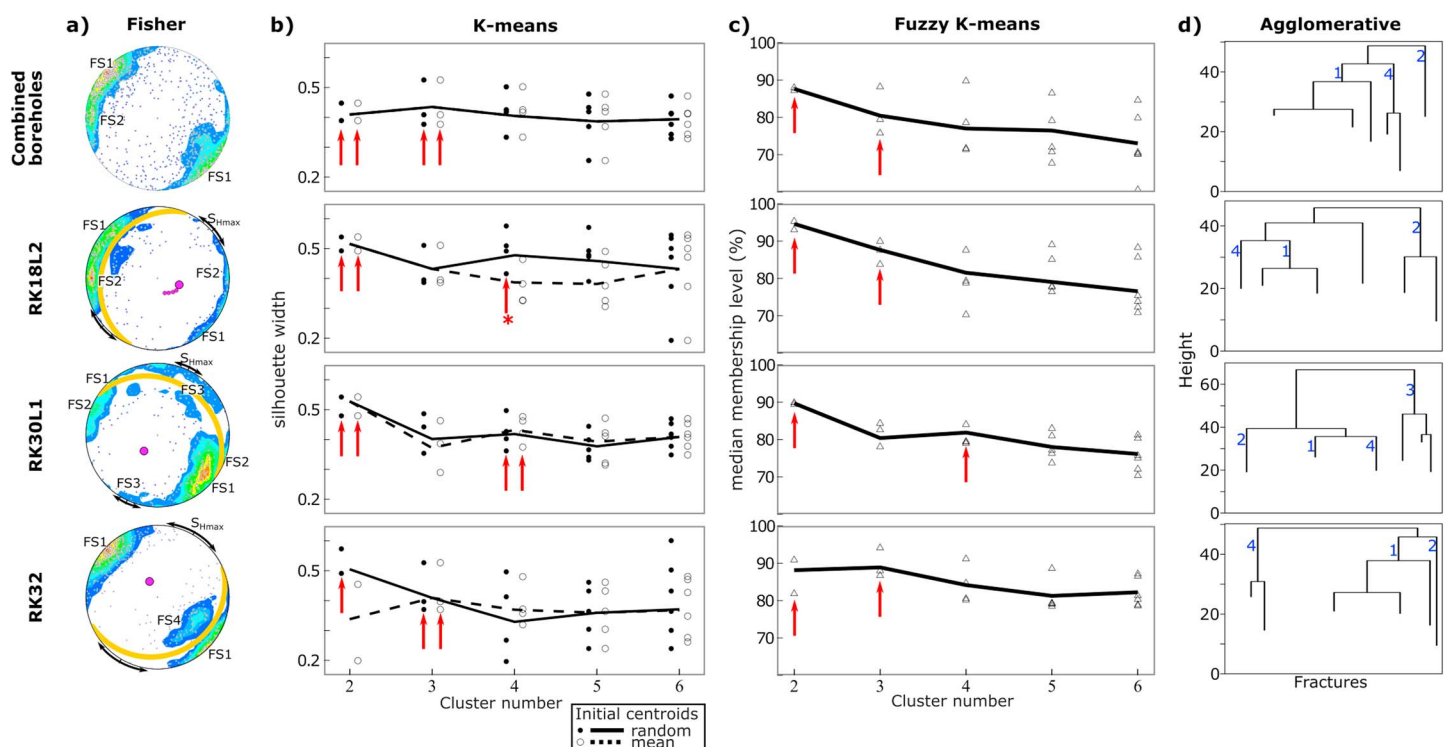 a) Fisher
b) K-means
c) Fuzzy K-means
d) Agglomerative
Combined
boreholes
FS1
FS2
FS1
0.5
0.2
100
90
80
70
1
4
2
40
20
0
RK18L2
FS1
SHmax
FS2
FS2
FS1
0.5
0.2
*
100
90
80
70
4
1
2
40
20
0
RK30L1
SHmax
FS1
FS3
FS2
FS2
FS3
FS1
0.5
0.2
100
90
80
70
3
2
1
4
60
40
20
0
RK32
SHmax
FS1
FS4
FS1
0.5
0.2
100
90
80
70
4
1
2
40
20
0
silhouette width
median membership level (%)
Height
2 3 4 5 6
Cluster number
2 3 4 5 6
Cluster number
Fractures
Initial centroids
random
mean